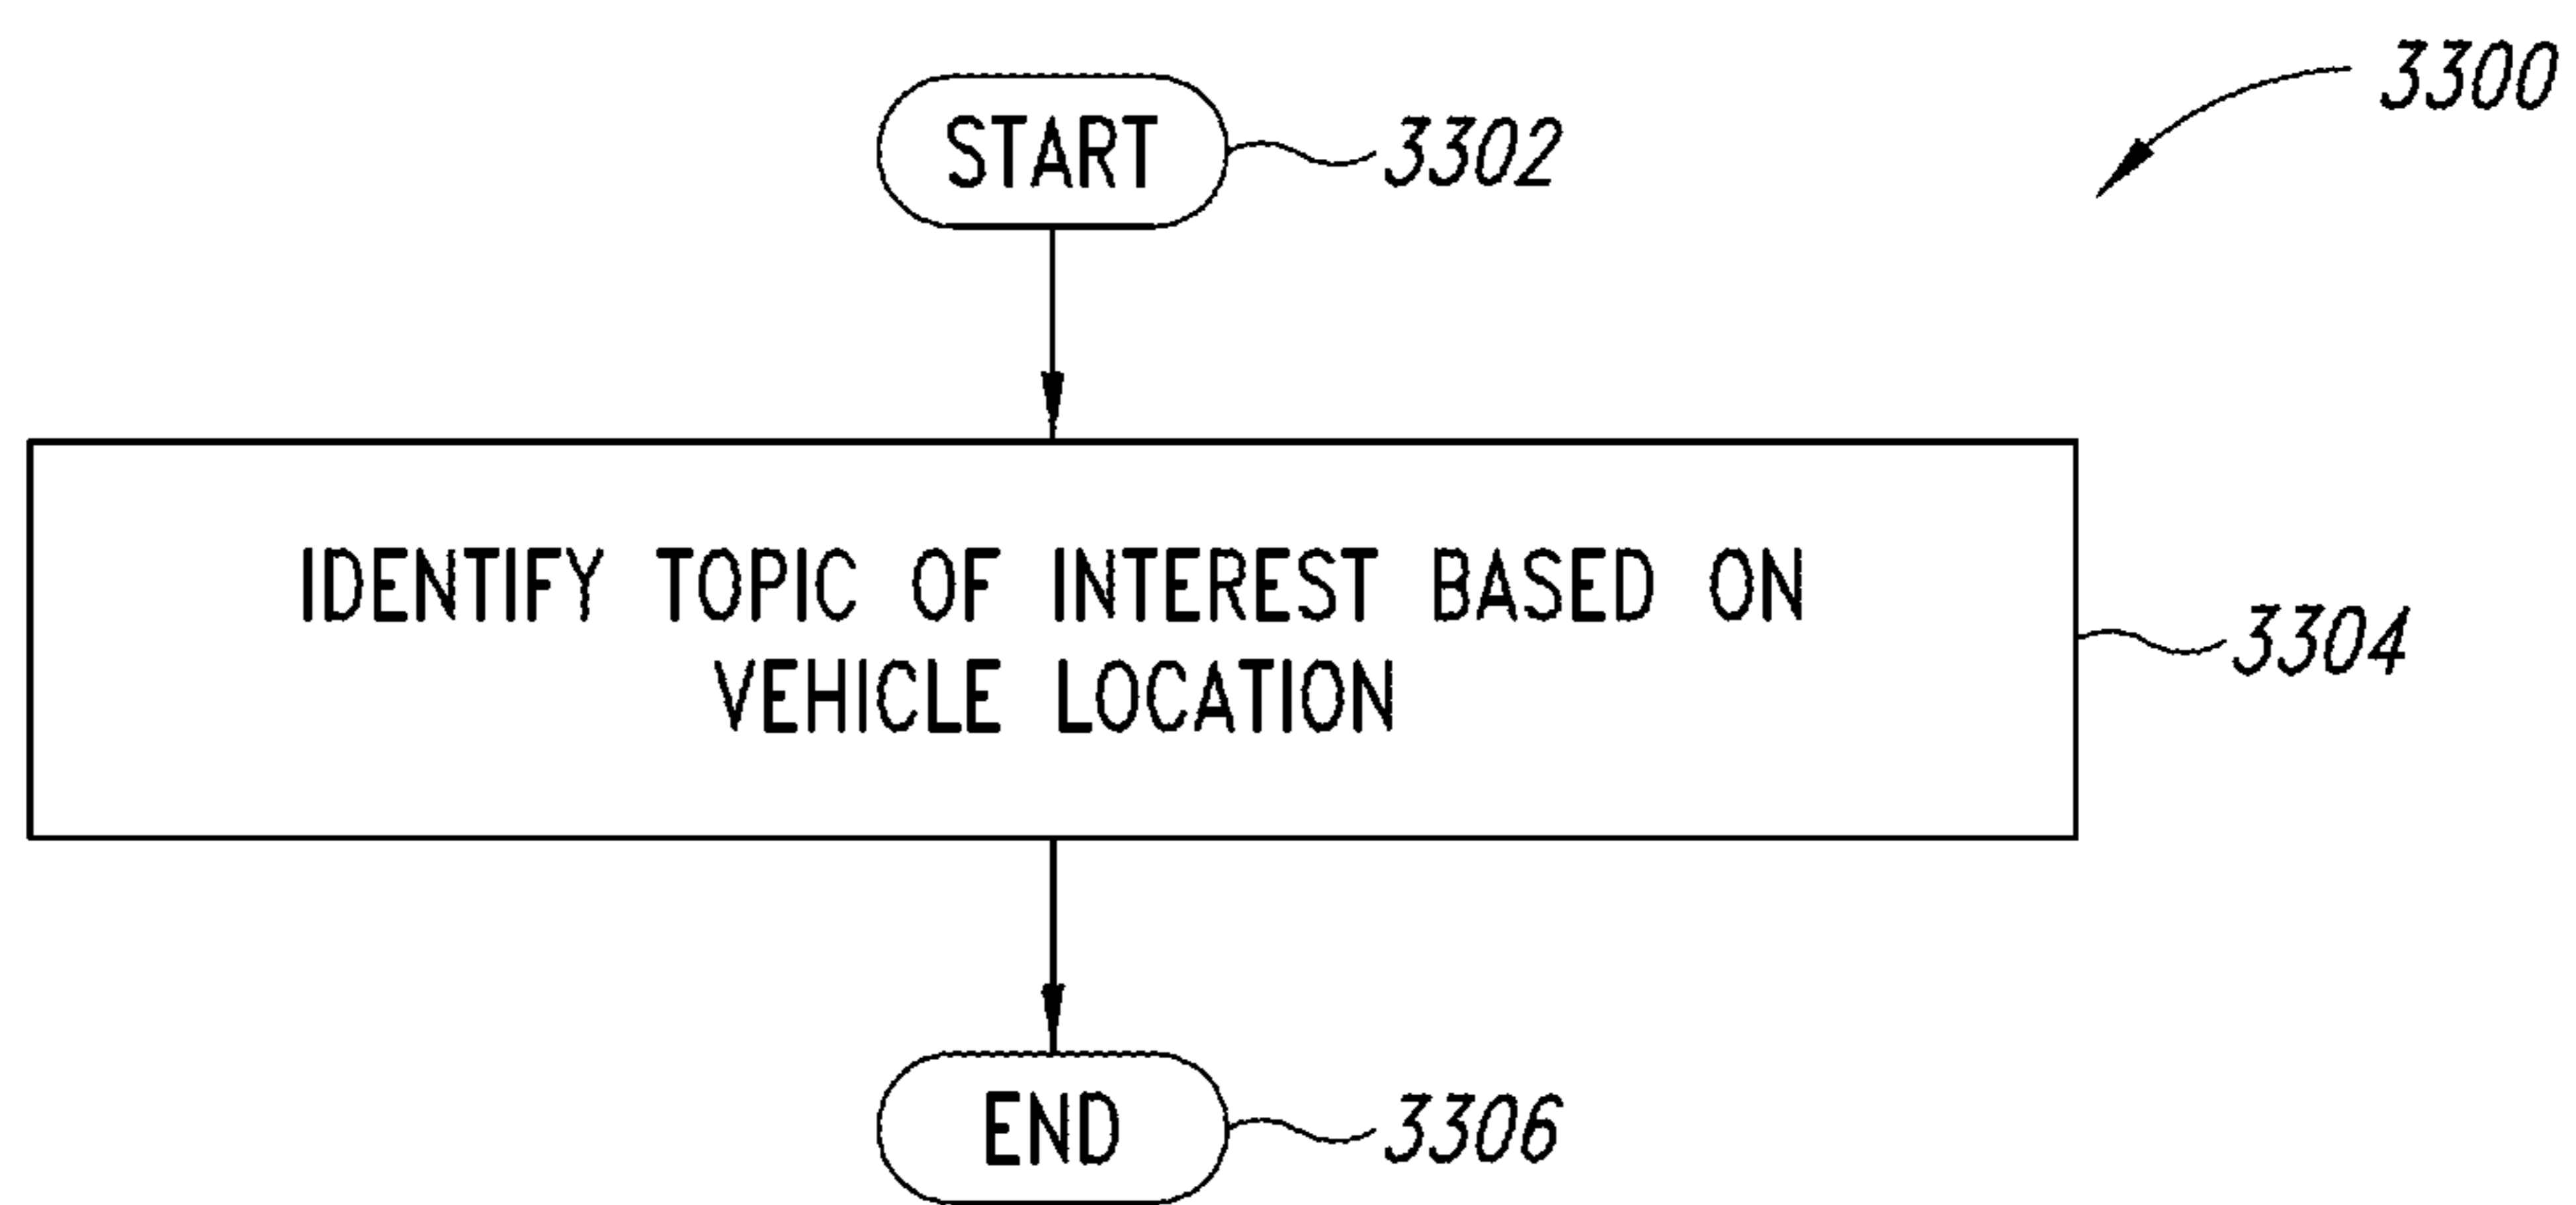 3300
START
3302
IDENTIFY TOPIC OF INTEREST BASED ON
VEHICLE LOCATION
3304
END
3306